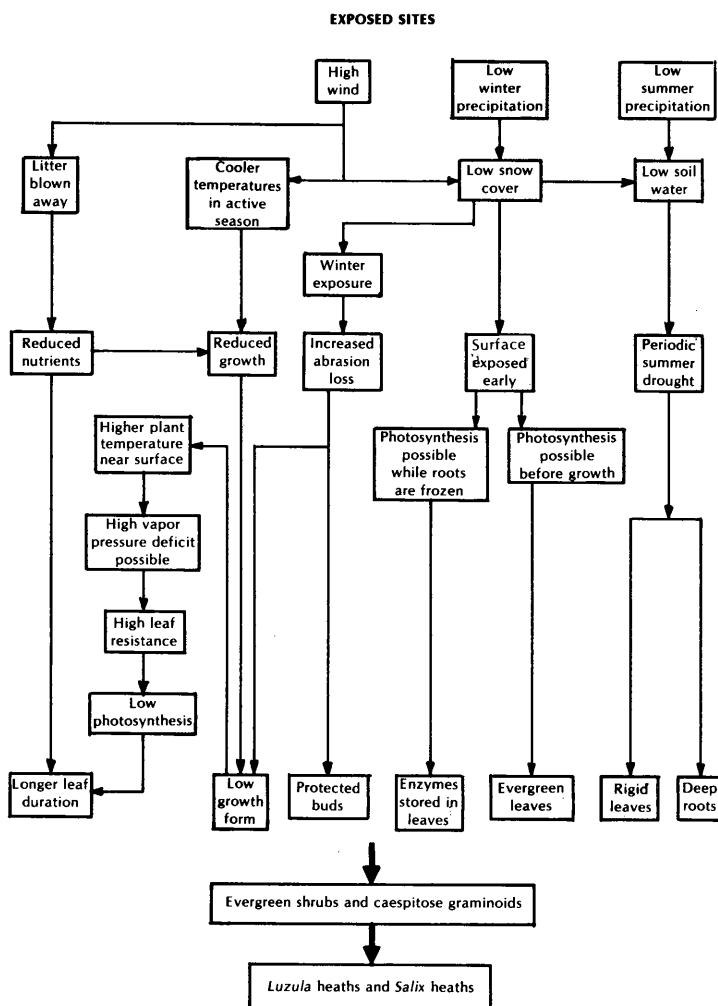 EXPOSED SITES
High
wind
Low
winter
precipitation
Low
summer
precipitation
Litter
blown
away
Cooler
temperatures
in active
season
Low snow
cover
Low soil
water
Winter
exposure
Reduced
nutrients
Reduced
growth
Increased
abrasion
loss
Surface
exposed
early
Periodic
summer
drought
Higher plant
temperature
near surface
Photosynthesis
possible
while roots
are frozen
Photosynthesis
possible
before growth
High vapor
pressure deficit
possible
High leaf
resistance
Low
photosynthesis
Longer leaf
duration
Low
growth
form
Protected
buds
Enzymes
stored in
leaves
Evergreen
leaves
Rigid
leaves
Deep
roots
Evergreen shrubs and caespitose graminoids
Luzula heaths and Salix heaths